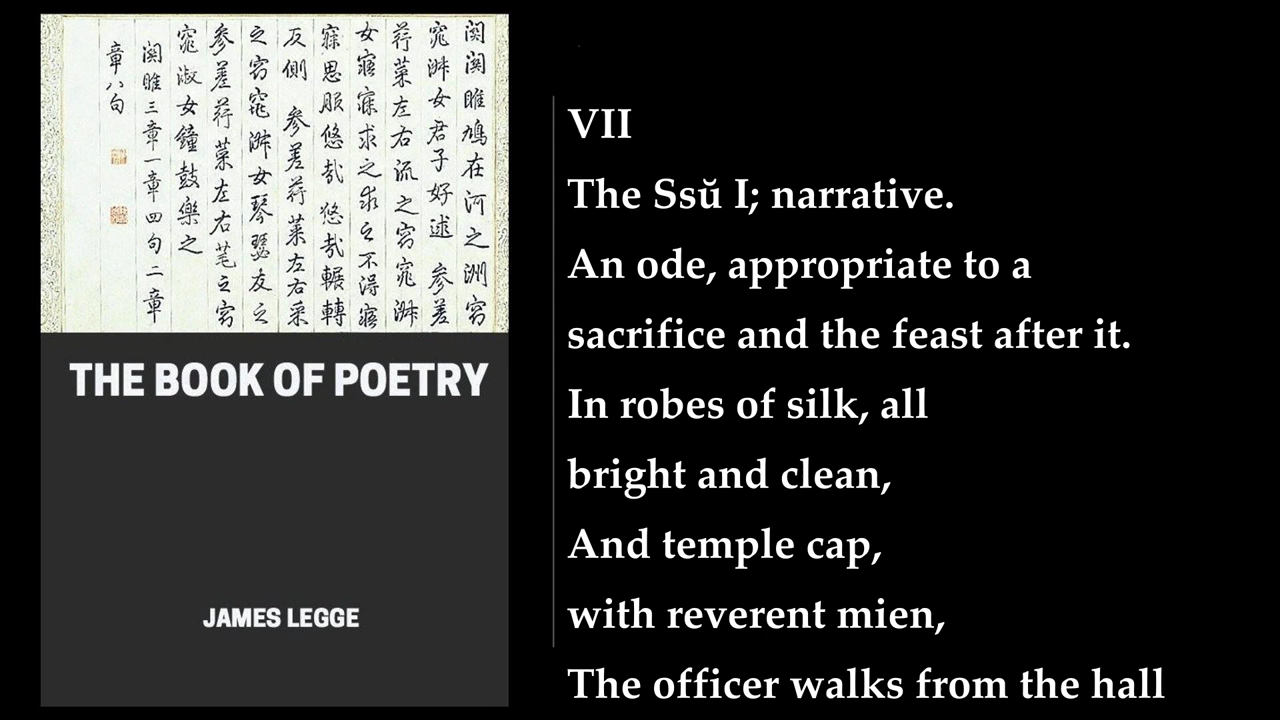 關關雎鳩在河之洲窈
窕淑女君子好逑 參差
荇菜左右流之窈窕淑
女寤寐求之求之不得寤
寐思服悠哉悠哉輾轉
反側 參差荇菜左右采
之窈窕淑女琴瑟友之
參差荇菜左右芼之窈
窕淑女鐘鼓樂之
關雎三章一章四句二章
章八句
THE BOOK OF POETRY
JAMES LEGGE
VII
The Ssŭ I; narrative.
An ode, appropriate to a
sacrifice and the feast after it.
In robes of silk, all
bright and clean,
And temple cap,
with reverent mien,
The officer walks from the hall